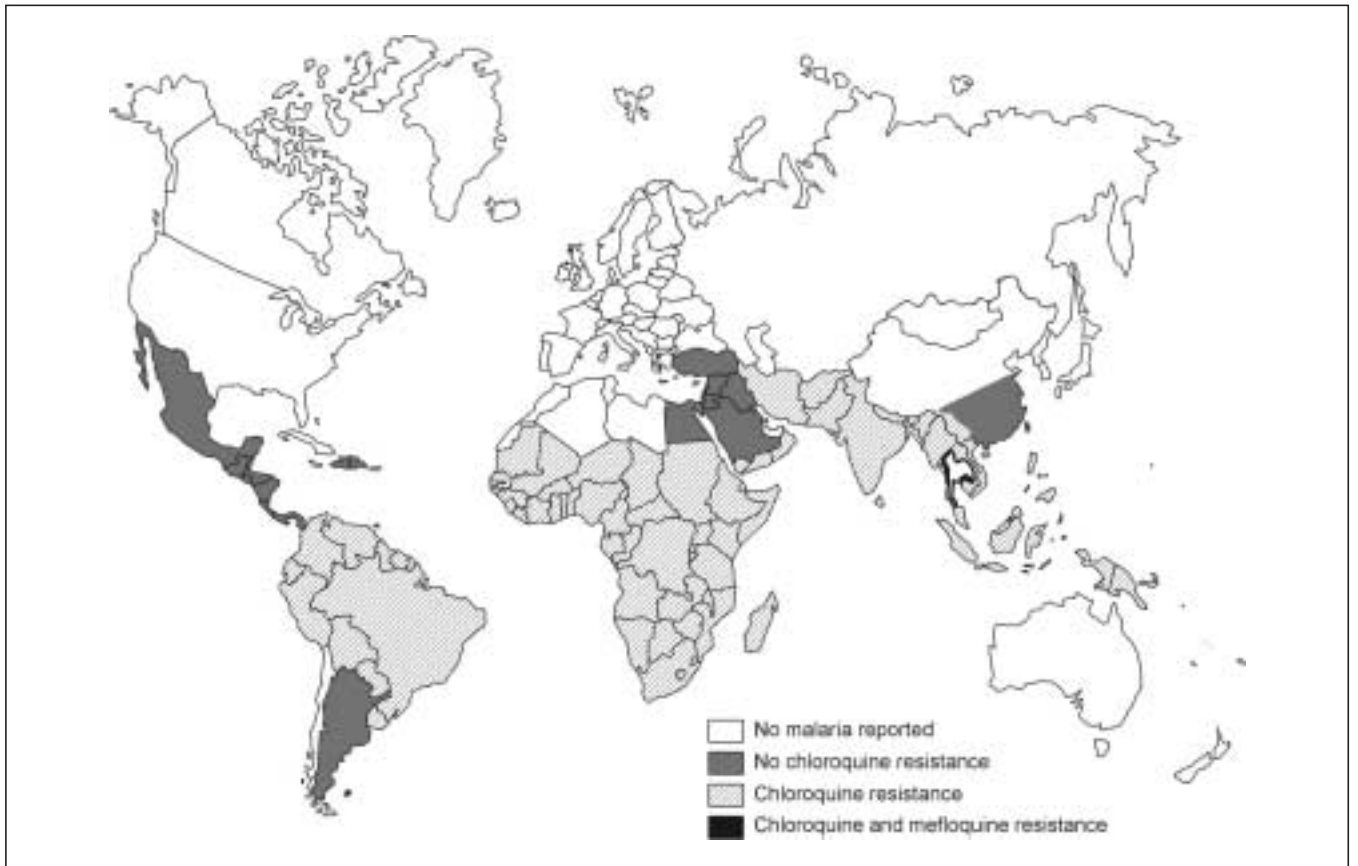 No malaria reported
No chloroquine resistance
Chloroquine resistance
Chloroquine and mefloquine resistance